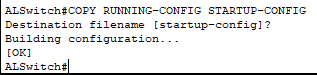 ALSwitch#COPY RUNNING-CONFIG STARTUP-CONFIG
Destination filename [startup-config]?
Building configuration...
[OK]
ALSwitch#